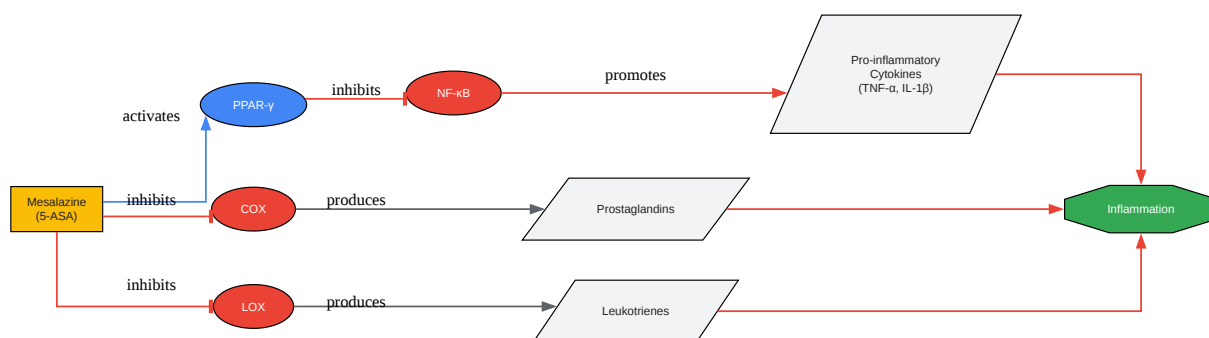 Pro-inflammatory
Cytokines
(TNF-α, IL-1β)
promotes
inhibits
NF-κB
PPAR-γ
activates
Mesalazine
(5-ASA)
inhibits
COX
produces
Prostaglandins
Inflammation
inhibits
LOX
produces
Leukotrienes